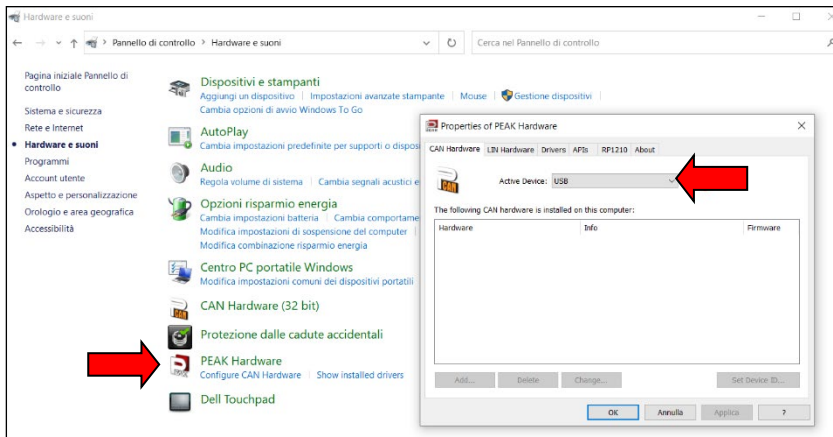 Hardware e suoni
Pannello di controllo > Hardware e suoni
Cerca nel Pannello di controllo
Pagina iniziale Pannello di
controllo
Sistema e sicurezza
Rete e Internet
Hardware e suoni
Programmi
Account utente
Aspetto e personalizzazione
Orologio e area geografica
Accessibilità
Dispositivi e stampanti
Aggiungi un dispositivo | Impostazioni avanzate stampante | Mouse | Gestione dispositivi
Cambia opzioni di avvio Windows To Go
AutoPlay
Cambia impostazioni predefinite per supporti o dispos
Audio
Regola volume di sistema | Cambia segnali acustici e
Opzioni risparmio energia
Cambia impostazioni batteria | Cambia comportame
Modifica impostazioni di sospensione del computer
Modifica combinazione risparmio energia
Centro PC portatile Windows
Modifica impostazioni comuni dei dispositivi portatili
CAN Hardware (32 bit)
Protezione dalle cadute accidentali
PEAK Hardware
Configure CAN Hardware | Show installed drivers
Dell Touchpad
Properties of PEAK Hardware
CAN Hardware LIN Hardware Drivers APIs RP1210 About
CAN
Active Device: USB
The following CAN hardware is installed on this computer:
Hardware Info Firmware
Add... Delete Change... Set Device ID...
OK Annulla Applica ?